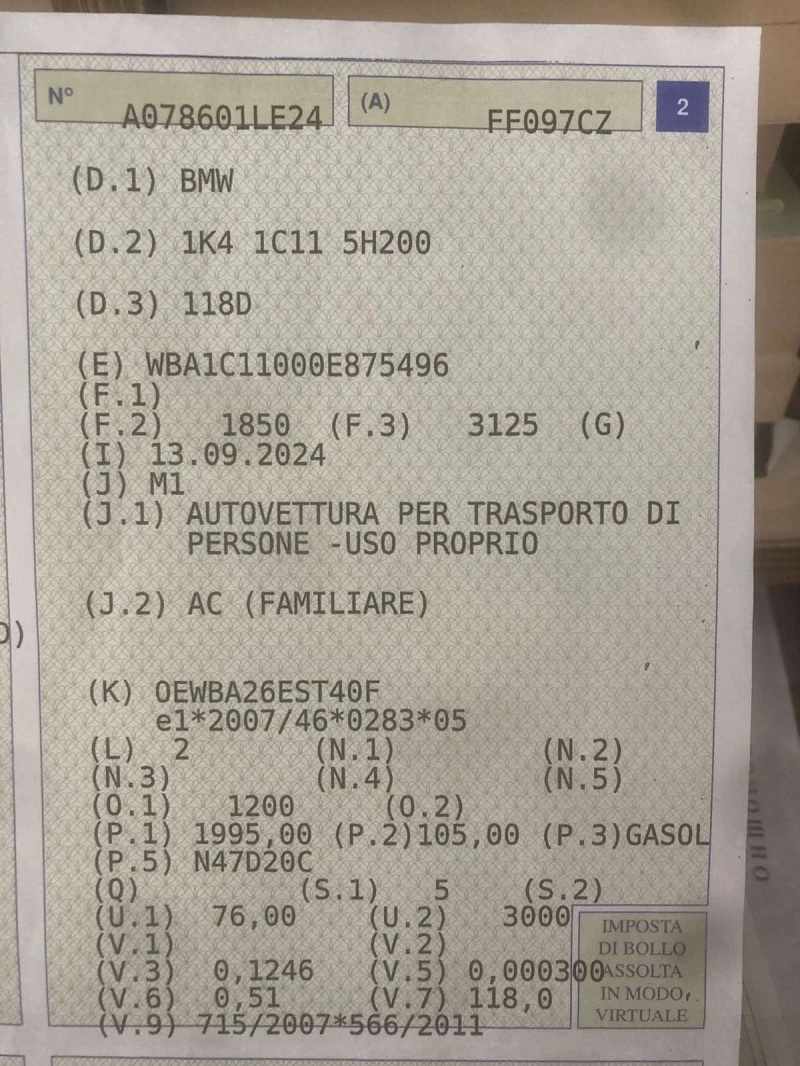 N° A078601LE24 (A) FF097CZ 2
(D.1) BMW
(D.2) 1K4 1C11 5H200
(D.3) 118D
(E) WBA1C11000E875496
(F.1)
(F.2) 1850 (F.3) 3125 (G)
(I) 13.09.2024
(J) M1
(J.1) AUTOVETTURA PER TRASPORTO DI
PERSONE -USO PROPRIO
(J.2) AC (FAMILIARE)
(K) OEWBA26EST40F
e1*2007/46*0283*05
(L) 2 (N.1) (N.2)
(N.3) (N.4) (N.5)
(O.1) 1200 (O.2)
(P.1) 1995,00 (P.2)105,00 (P.3)GASOL
(P.5) N47D20C
(Q) (S.1) 5 (S.2)
(U.1) 76,00 (U.2) 3000
(V.1) (V.2)
(V.3) 0,1246 (V.5) 0,000300
(V.6) 0,51 (V.7) 118,0
(V.9) 715/2007*566/2011
IMPOSTA
DI BOLLO
ASSOLTA
IN MODO
VIRTUALE